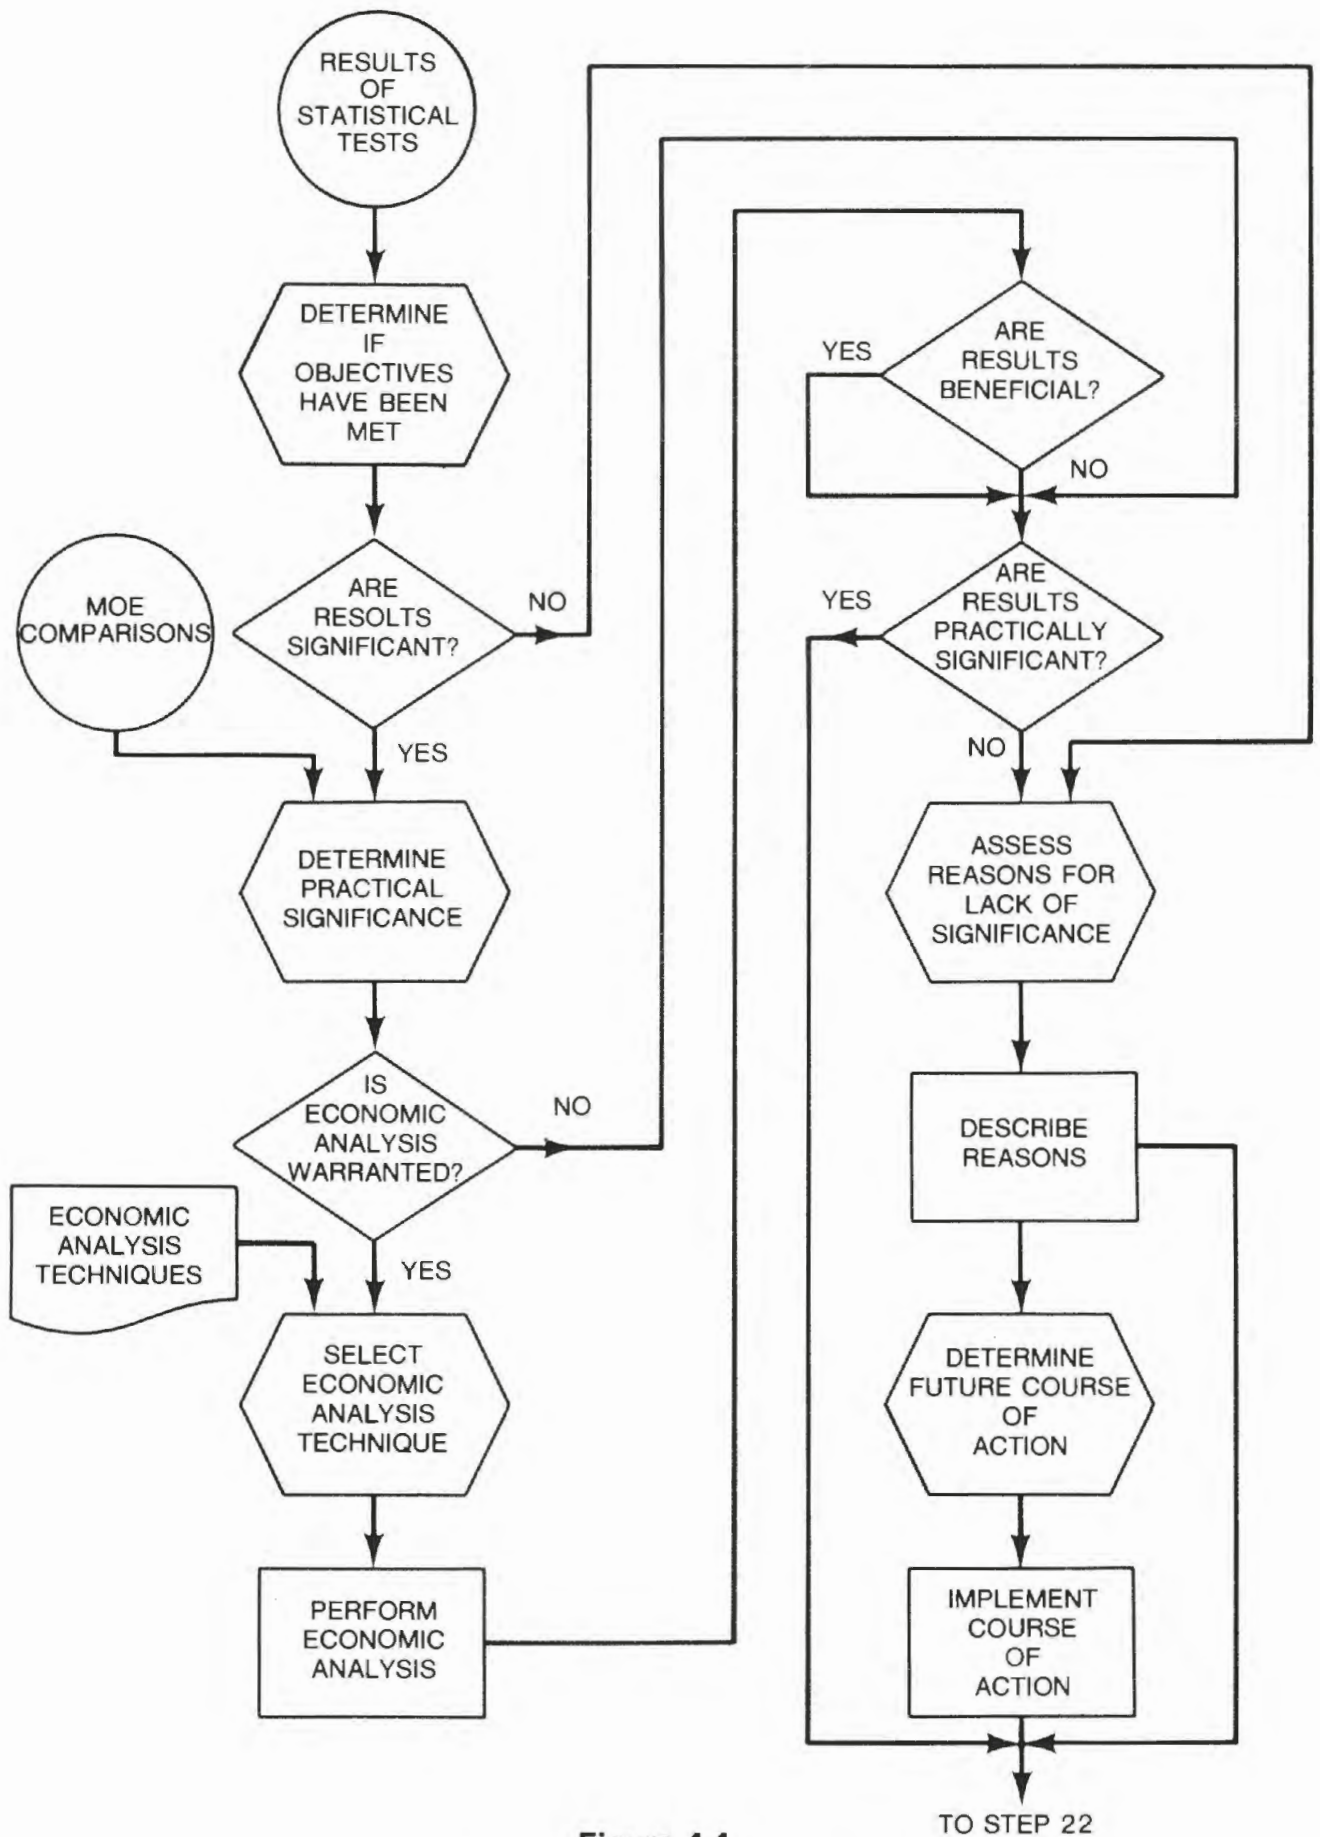 RESULTS
OF
STATISTICAL
TESTS
DETERMINE
IF
OBJECTIVES
HAVE BEEN
MET
ARE
RESOLTS
SIGNIFICANT?
NO
YES
MOE
COMPARISONS
DETERMINE
PRACTICAL
SIGNIFICANCE
IS
ECONOMIC
ANALYSIS
WARRANTED?
NO
YES
ECONOMIC
ANALYSIS
TECHNIQUES
SELECT
ECONOMIC
ANALYSIS
TECHNIQUE
PERFORM
ECONOMIC
ANALYSIS
ARE
RESULTS
BENEFICIAL?
YES
NO
ARE
RESULTS
PRACTICALLY
SIGNIFICANT?
YES
NO
ASSESS
REASONS FOR
LACK OF
SIGNIFICANCE
DESCRIBE
REASONS
DETERMINE
FUTURE COURSE
OF
ACTION
IMPLEMENT
COURSE
OF
ACTION
TO STEP 22